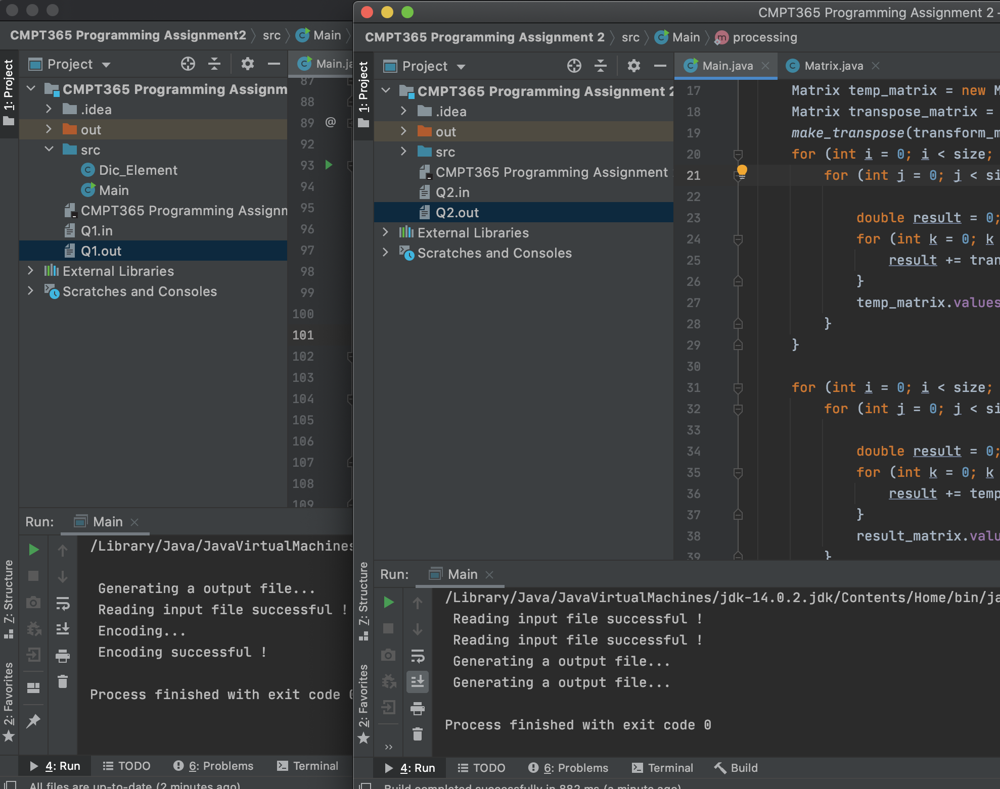 CMPT365 Programming Assignment2
src
Main
1: Project
Project
CMPT365 Programming Assignm
.idea
out
src
Dic_Element
Main
CMPT365 Programming Assignn
Q1.in
Q1.out
External Libraries
Scratches and Consoles
Main.ja
87
88
89 @
92
93
94
95
96
97
98
99
100
101
102
103
104
105
106
107
108
109
Run: Main
/Library/Java/JavaVirtualMachines
Generating a output file...
Reading input file successful !
Encoding...
Encoding successful !
Process finished with exit code 0
7: Structure
2: Favorites
4: Run TODO 6: Problems Terminal
All files are up-to-date (2 minutes ago)
CMPT365 Programming Assignment 2 -
CMPT365 Programming Assignment 2
src
Main
processing
1: Project
Project
CMPT365 Programming Assignment 2
.idea
out
src
CMPT365 Programming Assignment
Q2.in
Q2.out
External Libraries
Scratches and Consoles
Main.java
Matrix.java
17 Matrix temp_matrix = new M
18 Matrix transpose_matrix =
19 make_transpose(transform_m
20 for (int i = 0; i < size;
21 for (int j = 0; j < si
22
23 double result = 0;
24 for (int k = 0; k
25 result += tran
26 }
27 temp_matrix.values
28 }
29 }
30
31 for (int i = 0; i < size;
32 for (int j = 0; j < si
33
34 double result = 0;
35 for (int k = 0; k
36 result += temp
37 }
38 result_matrix.valu
39 }
Run: Main
/Library/Java/JavaVirtualMachines/jdk-14.0.2.jdk/Contents/Home/bin/ja
Reading input file successful !
Reading input file successful !
Generating a output file...
Generating a output file...
Process finished with exit code 0
7: Structure
2: Favorites
4: Run TODO 6: Problems Terminal Build
Build completed successfully in 882 ms (a minute ago)